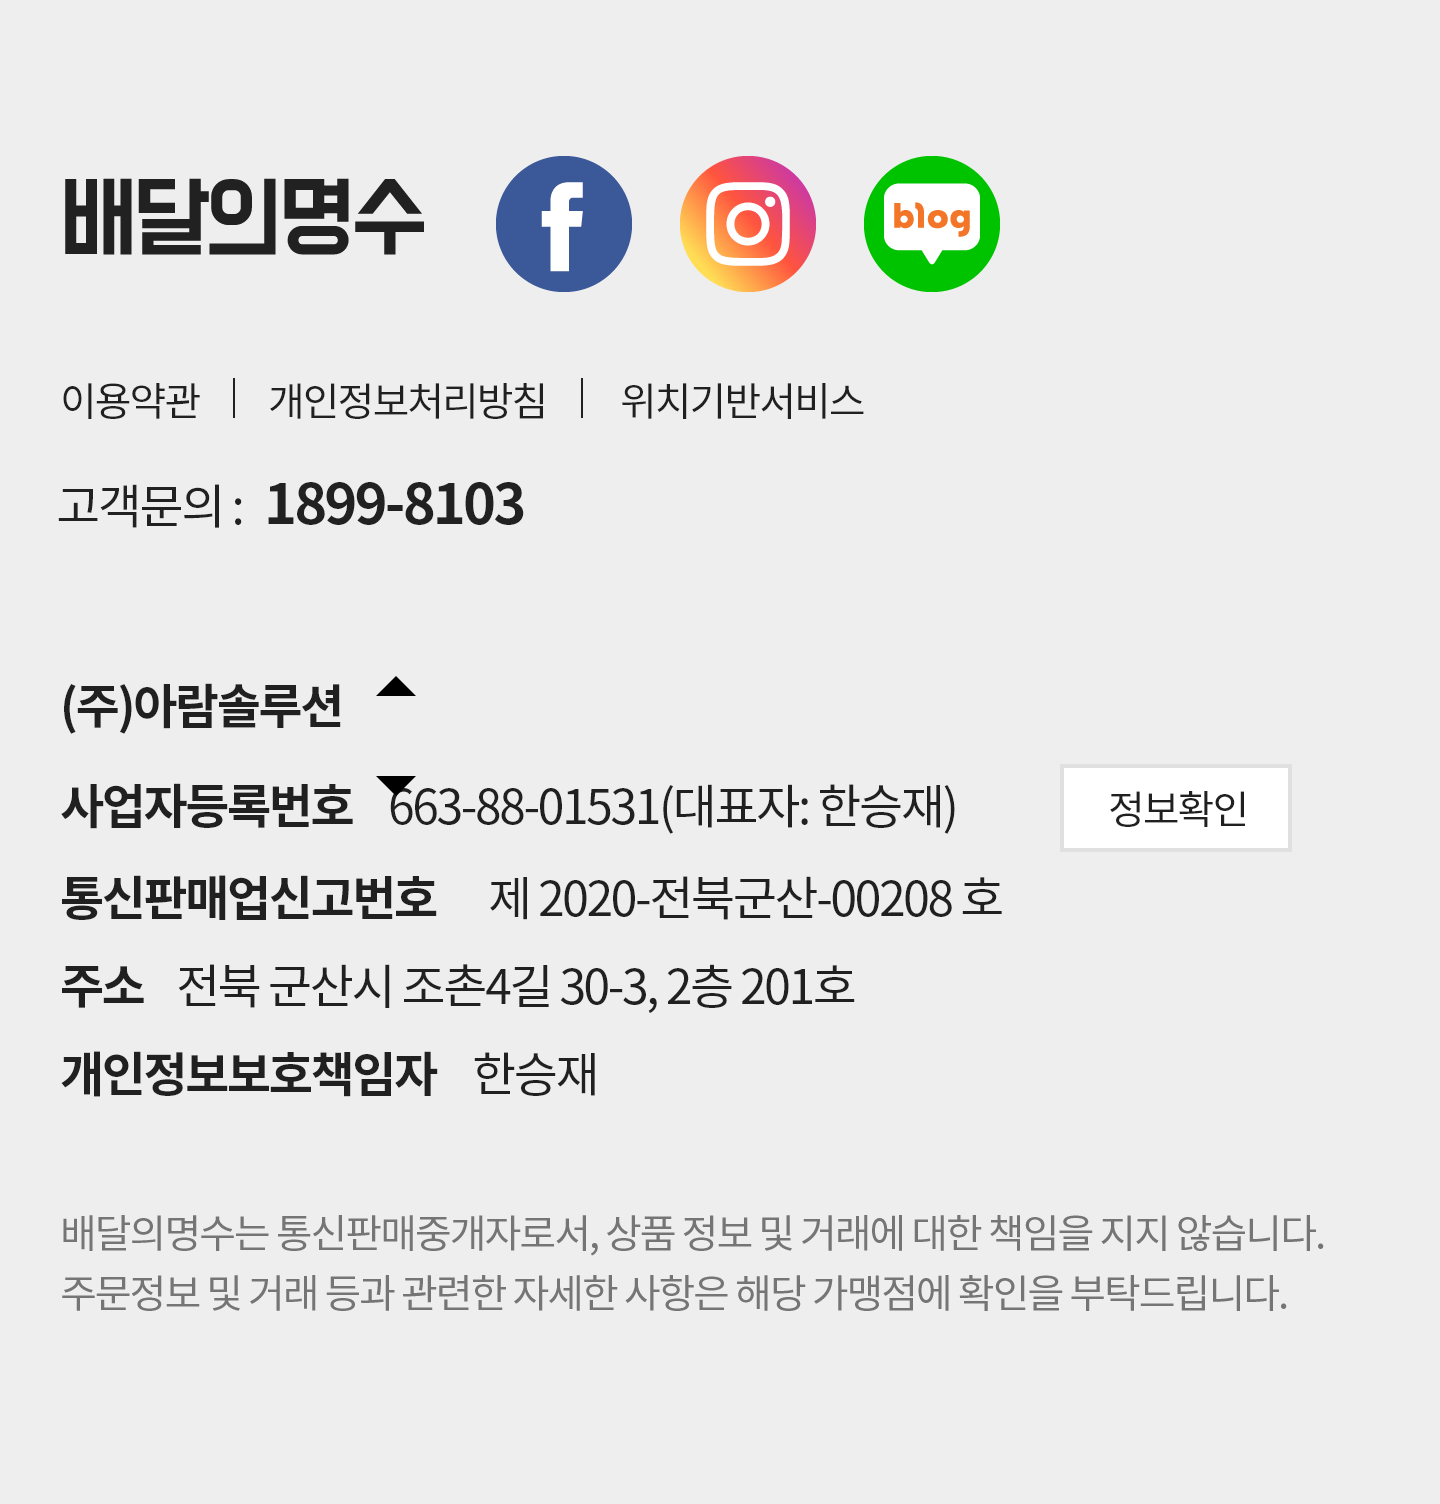 배달의명수 blog
이용약관 개인정보처리방침 위치기반서비스
고객문의 : 1899-8103
(주)아람솔루션
사업자등록번호 663-88-01531(대표자: 한승재) 정보확인
통신판매업신고번호 제 2020-전북군산-00208 호
주소 전북 군산시 조촌4길 30-3, 2층 201호
개인정보보호책임자 한승재
배달의명수는 통신판매중개자로서, 상품 정보 및 거래에 대한 책임을 지지 않습니다.
주문정보 및 거래 등과 관련한 자세한 사항은 해당 가맹점에 확인을 부탁드립니다.